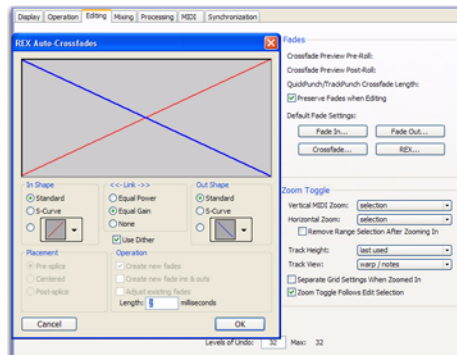 Display Operation Editing Mixing Processing MIDI Synchronization
REX Auto-Crossfades
In Shape
Standard
S-Curve
<<-Link->>
Equal Power
Equal Gain
None
Use Dither
Out Shape
Standard
S-Curve
Placement
Pre-splice
Centered
Post-splice
Operation
Create new fades
Create new fade ins & outs
Adjust existing fades
Length: milliseconds
Cancel OK
Fades
Crossfade Preview Pre-Roll:
Crossfade Preview Post-Roll:
QuickPunch/TrackPunch Crossfade Length:
Preserve Fades when Editing
Default Fade Settings:
Fade In... Fade Out...
Crossfade... REX...
Zoom Toggle
Vertical MIDI Zoom: selection
Horizontal Zoom: selection
Remove Range Selection After Zooming In
Track Height: last used
Track View: warp / notes
Separate Grid Settings When Zoomed In
Zoom Toggle Follows Edit Selection
Levels of Undo: 32 Max: 32